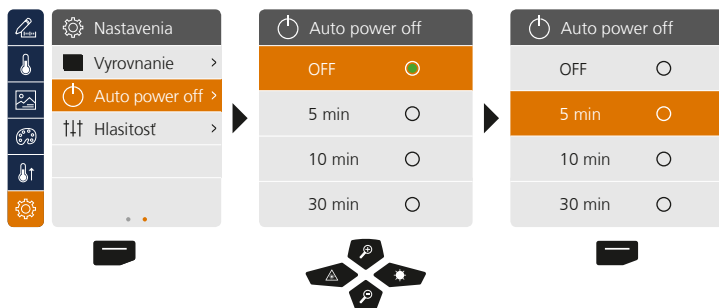 Nastavenia
Vyrovnanie
Auto power off
Hlasitosť
Auto power off
OFF
5 min
10 min
30 min
Auto power off
OFF
5 min
10 min
30 min